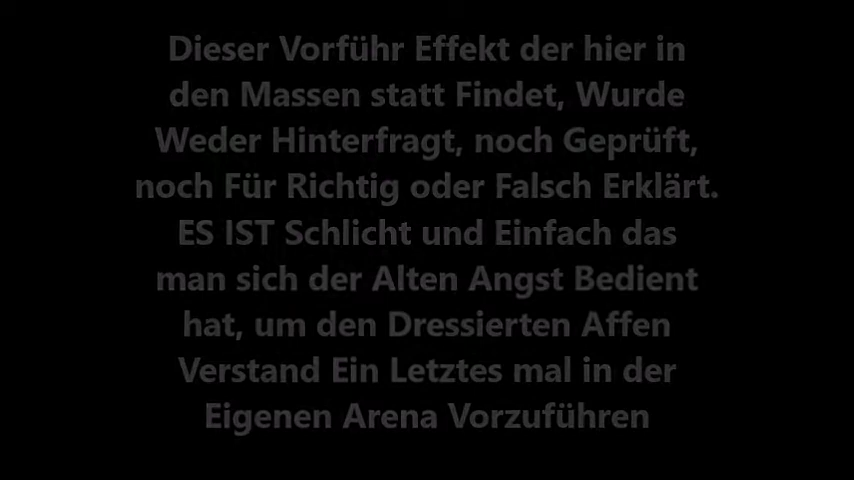 Dieser Vorführ Effekt der hier in
den Massen statt Findet, Wurde
Weder Hinterfragt, noch Geprüft,
noch Für Richtig oder Falsch Erklärt.
ES IST Schlicht und Einfach das
man sich der Alten Angst Bedient
hat, um den Dressierten Affen
Verstand Ein Letztes mal in der
Eigenen Arena Vorzuführen